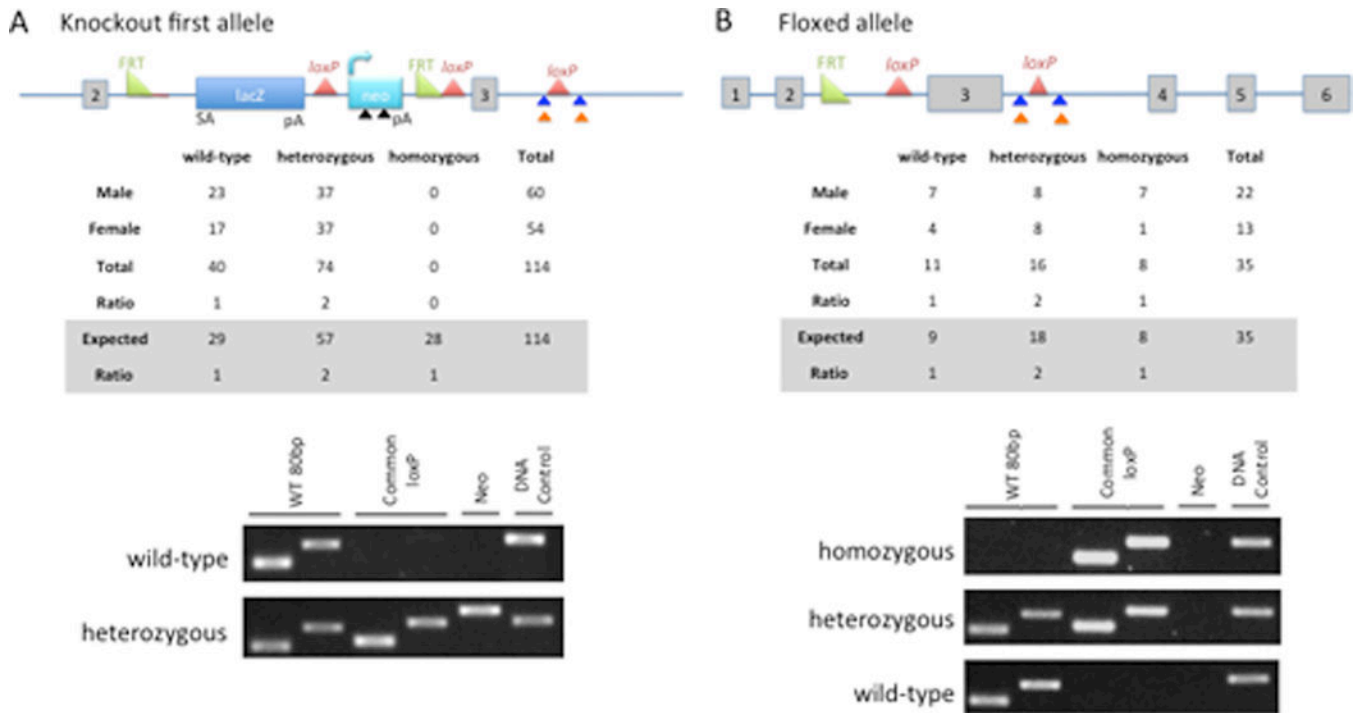 A Knockout first allele
FRT loxP FRT loxP loxP
2 lacZ neo 3
SA pA pA
wild-type heterozygous homozygous Total
Male 23 37 0 60
Female 17 37 0 54
Total 40 74 0 114
Ratio 1 2 0
Expected 29 57 28 114
Ratio 1 2 1
WT 80bp
Common loxP
Neo
DNA Control
wild-type
heterozygous
B Floxed allele
FRT loxP loxP
1 2 3 4 5 6
wild-type heterozygous homozygous Total
Male 7 8 7 22
Female 4 8 1 13
Total 11 16 8 35
Ratio 1 2 1
Expected 9 18 8 35
Ratio 1 2 1
WT 80bp
Common loxP
Neo
DNA Control
homozygous
heterozygous
wild-type